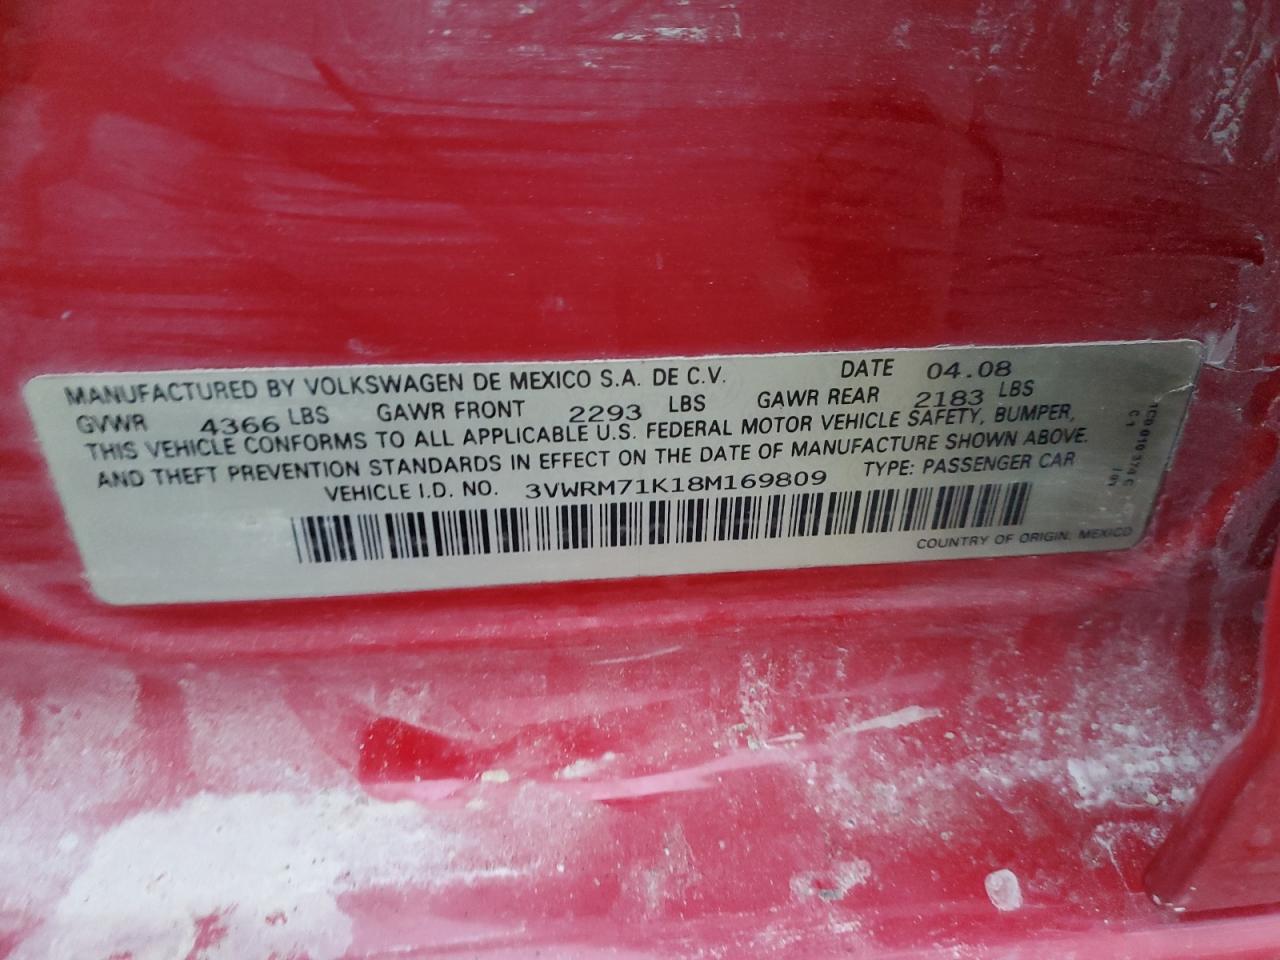 MANUFACTURED BY VOLKSWAGEN DE MEXICO S.A. DE C.V. DATE 04.08
GVWR 4366 LBS GAWR FRONT 2293 LBS GAWR REAR 2183 LBS
THIS VEHICLE CONFORMS TO ALL APPLICABLE U.S. FEDERAL MOTOR VEHICLE SAFETY, BUMPER,
AND THEFT PREVENTION STANDARDS IN EFFECT ON THE DATE OF MANUFACTURE SHOWN ABOVE.
VEHICLE I.D. NO. 3VWRM71K18M169809 TYPE: PASSENGER CAR
COUNTRY OF ORIGIN: MEXICO